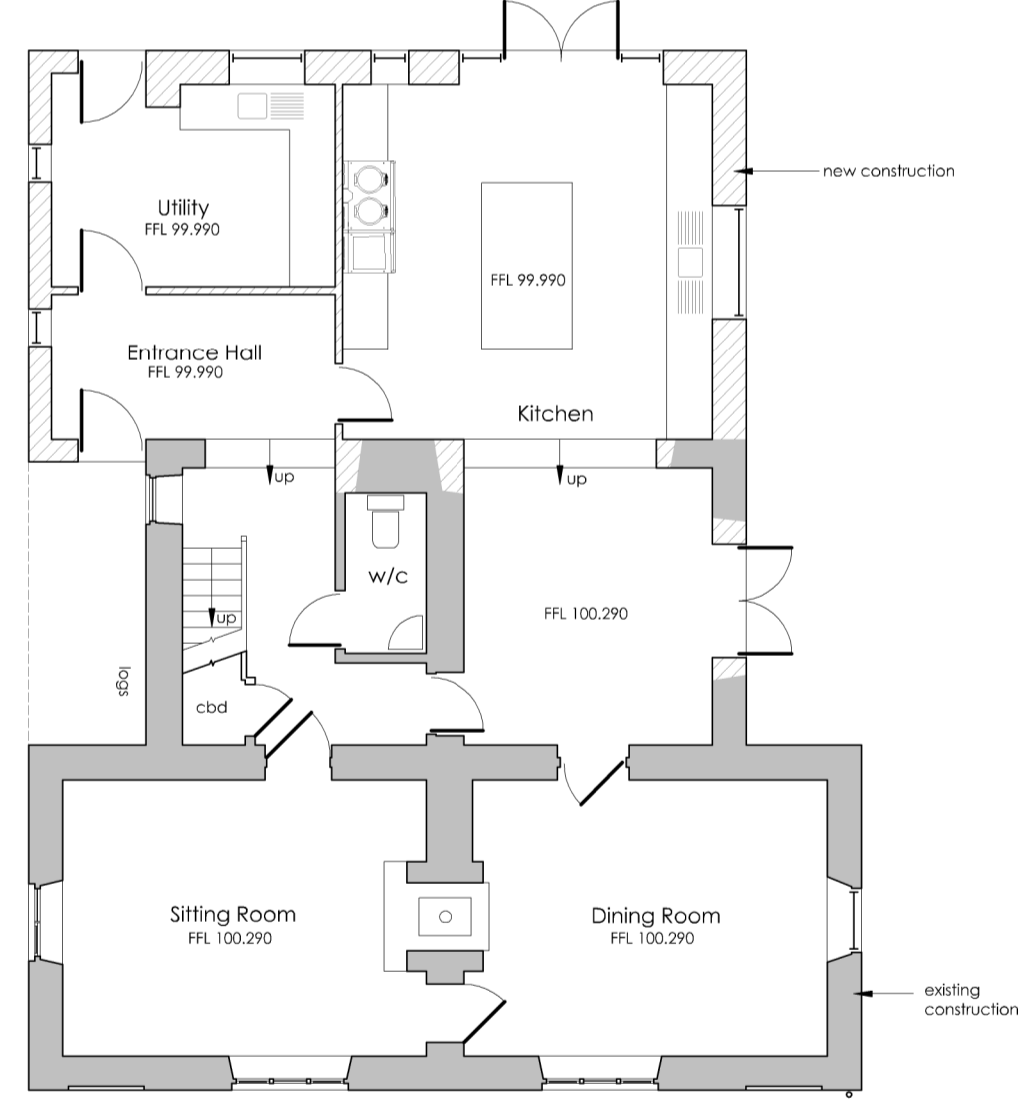 new construction
Utility
FFL 99.990
FFL 99.990
Entrance Hall
FFL 99.990
Kitchen
up
up
w/c
FFL 100.290
up
logs
cbd
Sitting Room
FFL 100.290
Dining Room
FFL 100.290
existing
construction